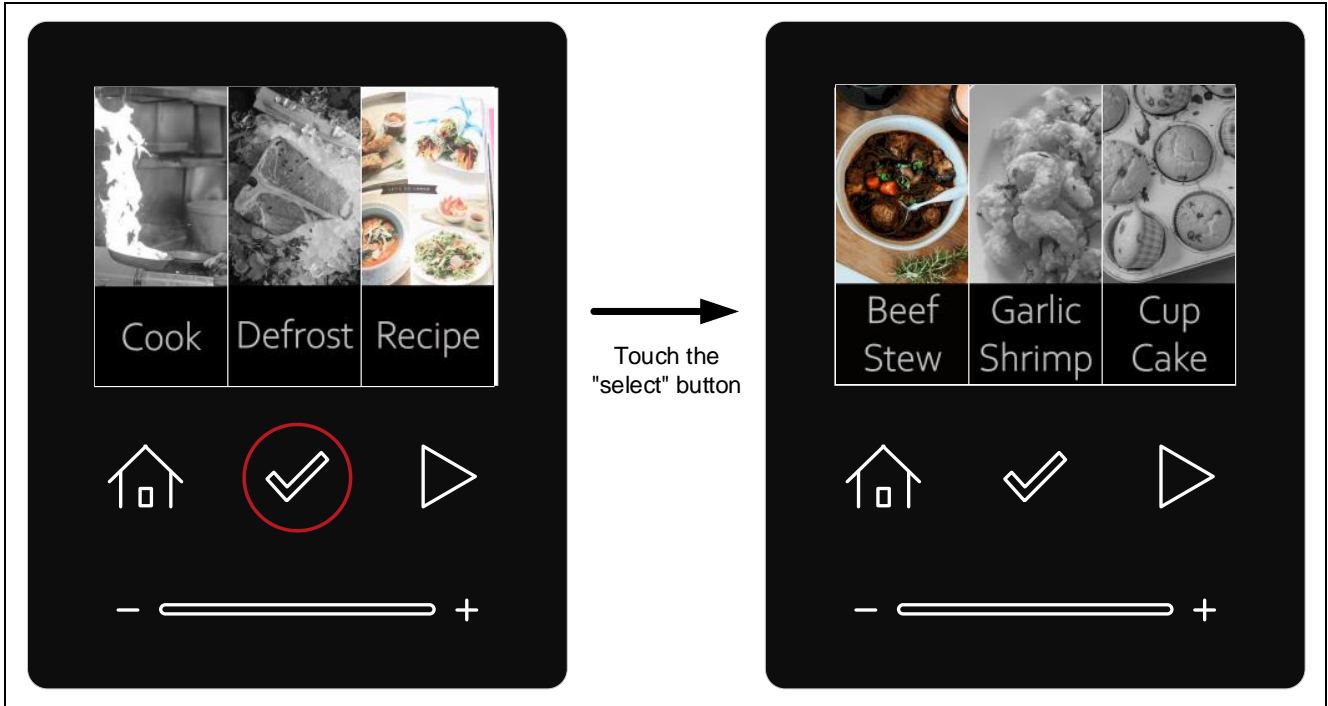 Cook
Defrost
Recipe
Touch the
"select" button
Beef
Stew
Garlic
Shrimp
Cup
Cake
- +
- +